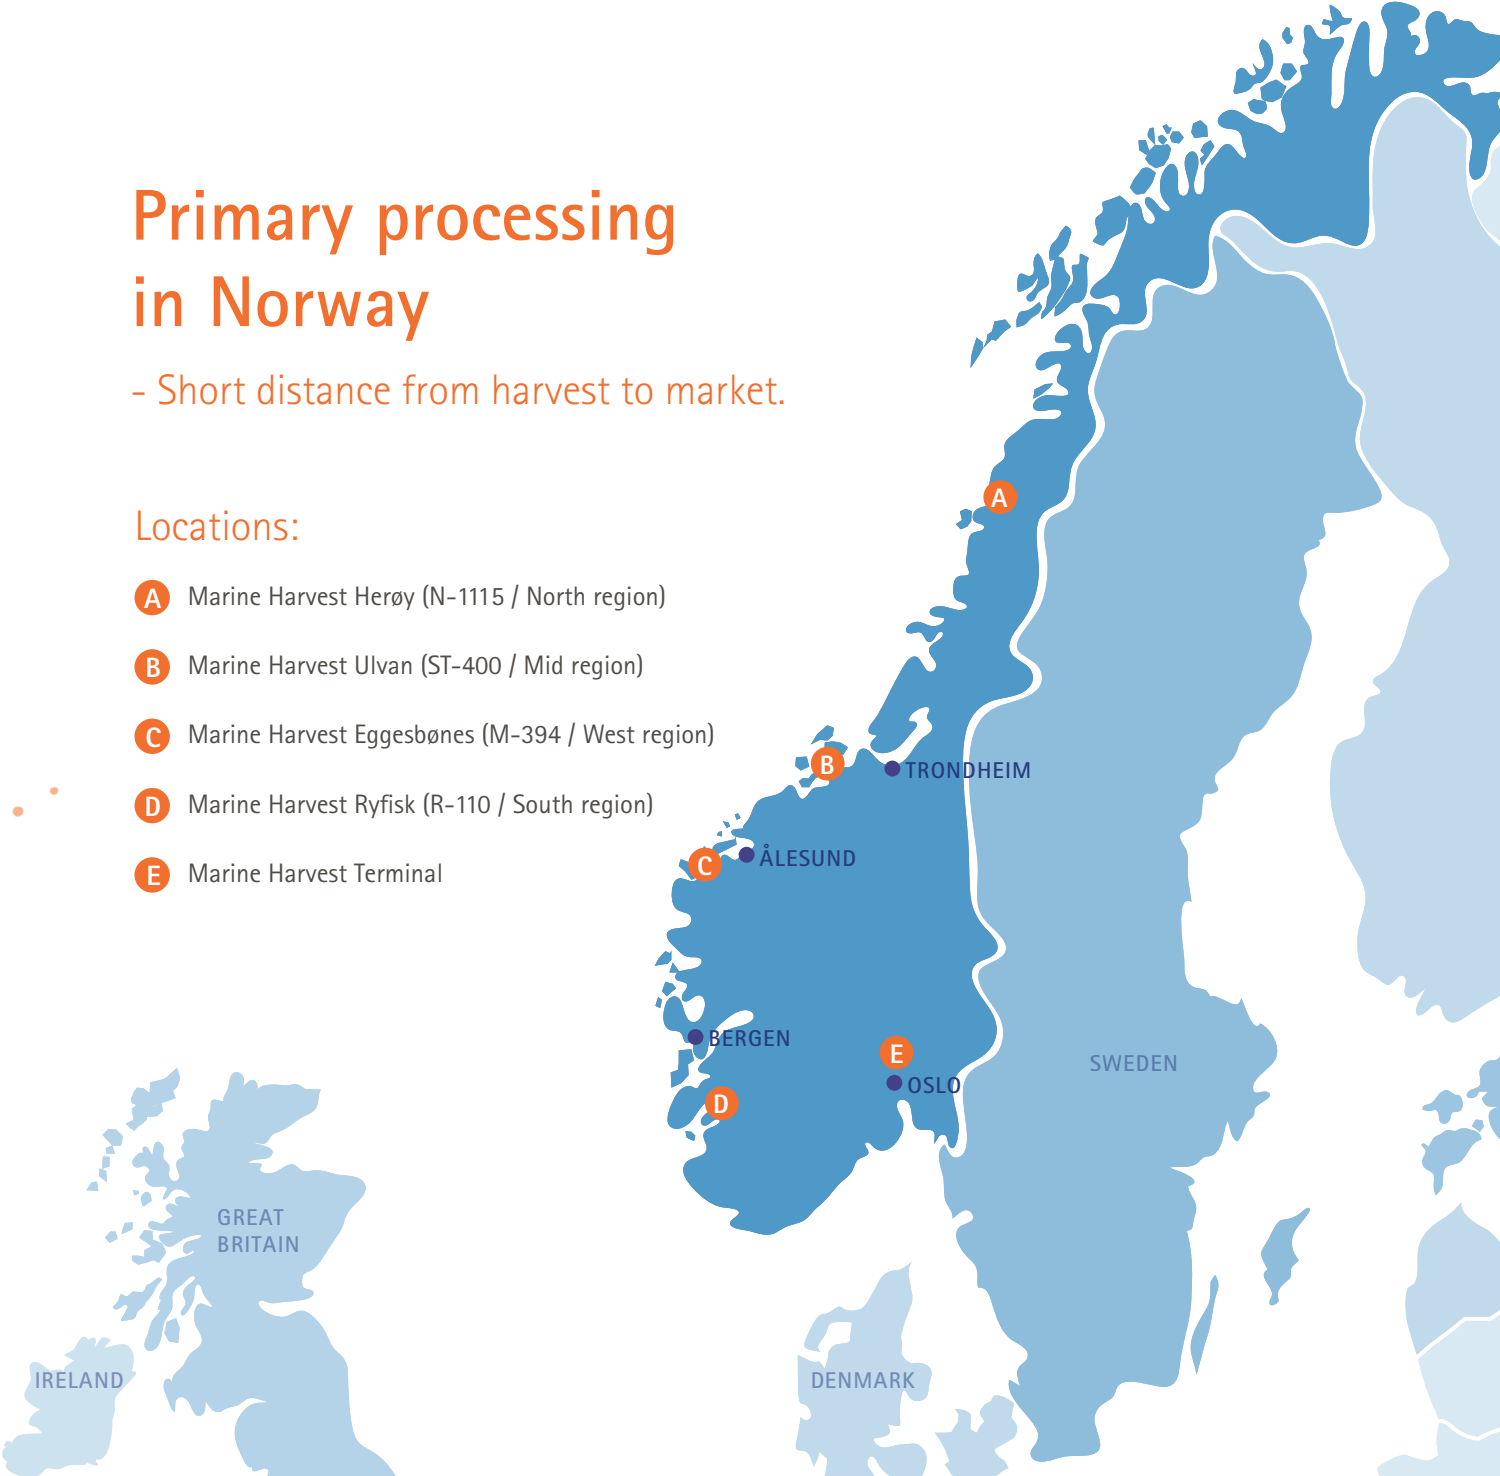 Primary processing
in Norway
- Short distance from harvest to market.
Locations:
A Marine Harvest Herøy (N-1115 / North region)
B Marine Harvest Ulvan (ST-400 / Mid region)
C Marine Harvest Eggesbønes (M-394 / West region)
D Marine Harvest Ryfisk (R-110 / South region)
E Marine Harvest Terminal
A
B
TRONDHEIM
C
ÅLESUND
BERGEN
E
OSLO
D
SWEDEN
GREAT
BRITAIN
IRELAND
DENMARK